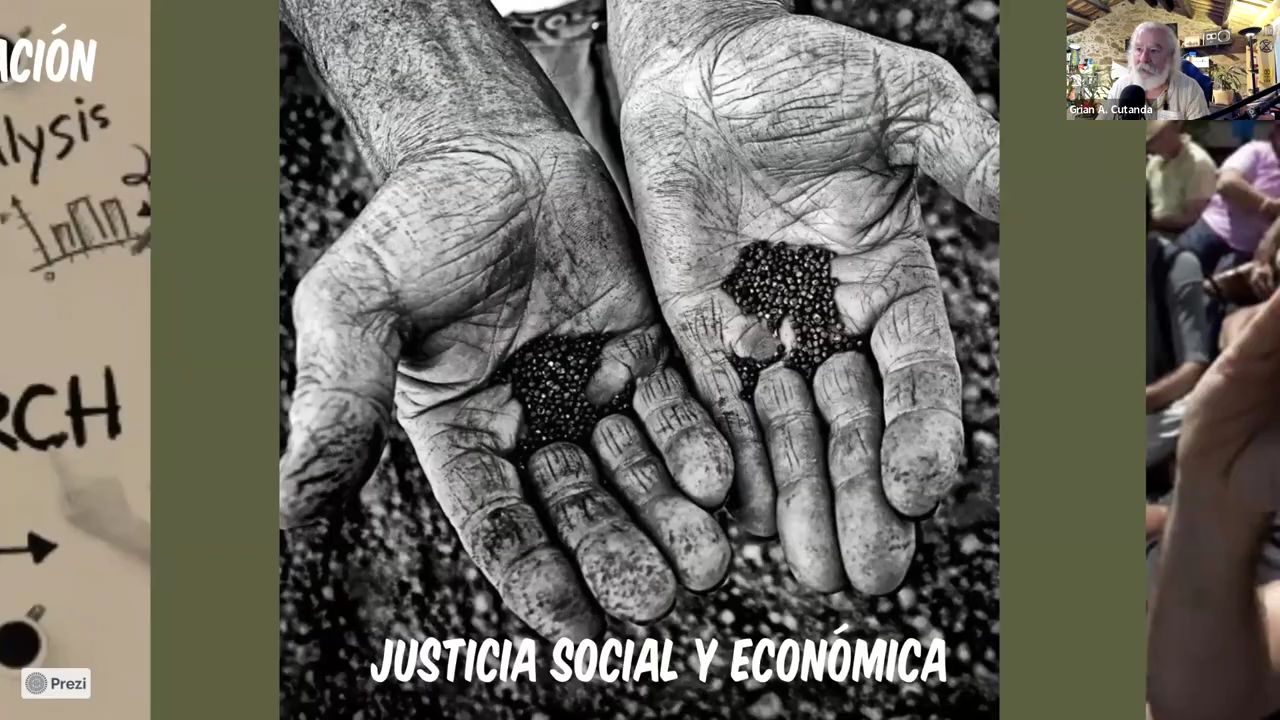 ACIÓN
alysis
RCH
Prezi
JUSTICIA SOCIAL Y ECONÓMICA
Grian A. Cutanda